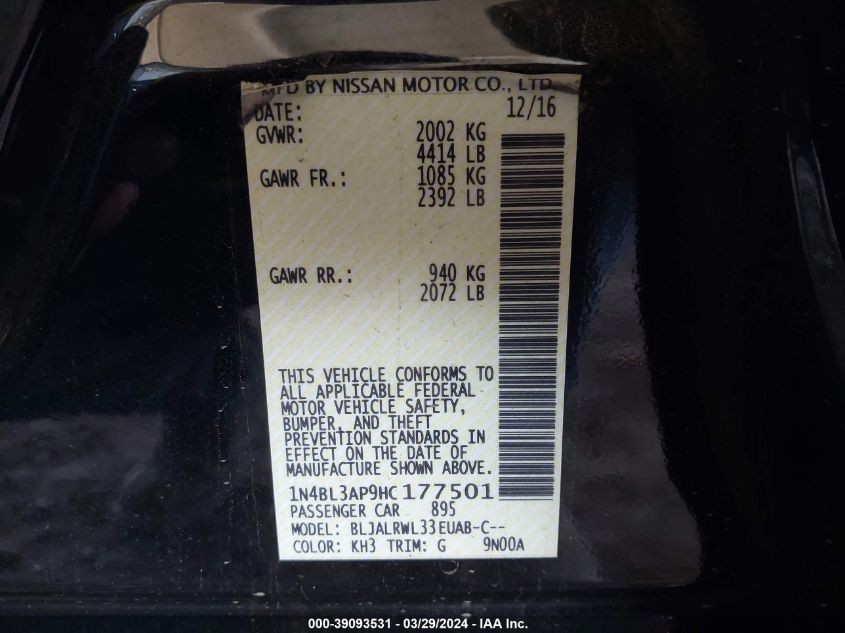 MFD BY NISSAN MOTOR CO., LTD
DATE: 12/16
GVWR: 2002 KG
4414 LB
GAWR FR.: 1085 KG
2392 LB
GAWR RR.: 940 KG
2072 LB
THIS VEHICLE CONFORMS TO
ALL APPLICABLE FEDERAL
MOTOR VEHICLE SAFETY,
BUMPER, AND THEFT
PREVENTION STANDARDS IN
EFFECT ON THE DATE OF
MANUFACTURE SHOWN ABOVE.
1N4BL3AP9HC177501
PASSENGER CAR 895
MODEL: BLJALRWL33EUAB-C--
COLOR: KH3 TRIM: G 9N00A
000-39093531 - 03/29/2024 - IAA Inc.